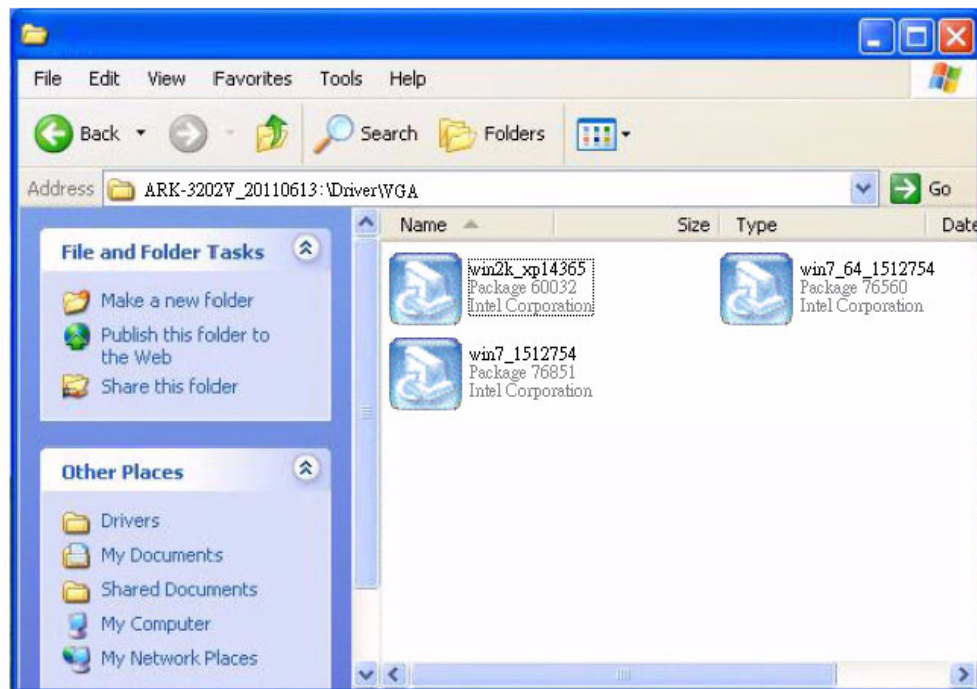 File Edit View Favorites Tools Help
Back Search Folders
Address ARK-3202V_20110613:\Driver\VGA Go
Name Size Type Date
File and Folder Tasks
Make a new folder
Publish this folder to
the Web
Share this folder
Other Places
Drivers
My Documents
Shared Documents
My Computer
My Network Places
win2k_xp14365
Package 60032
Intel Corporation
win7_64_1512754
Package 76560
Intel Corporation
win7_1512754
Package 76851
Intel Corporation